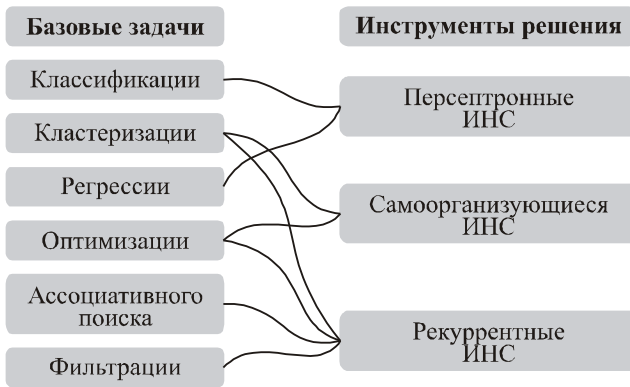 Базовые задачи
Классификации
Кластеризации
Регрессии
Оптимизации
Ассоциативного
поиска
Фильтрации
Инструменты решения
Персептронные
ИНС
Самоорганизующиеся
ИНС
Рекуррентные
ИНС